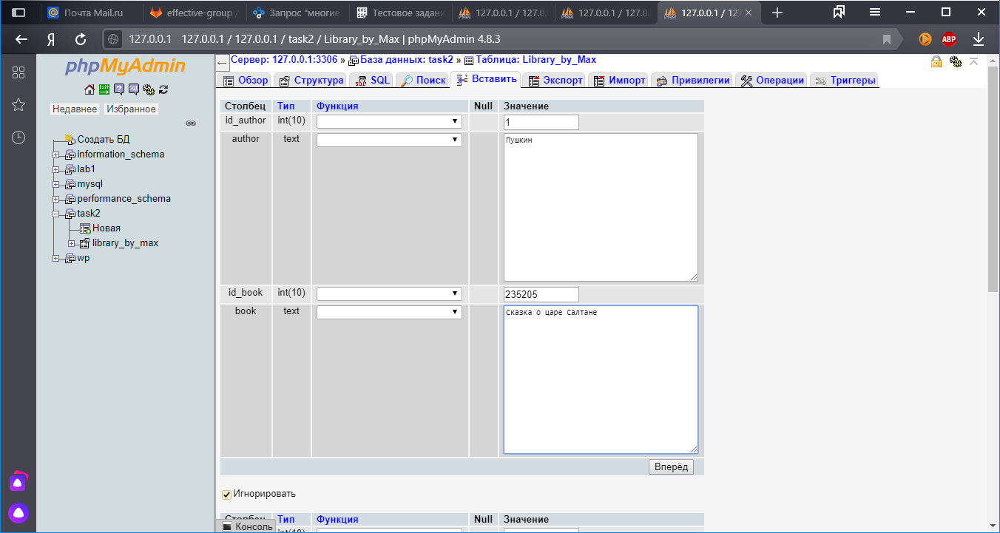 Почта Mail.ru
effective-group /
Запрос "многие
Тестовое задани
127.0.0.1 / 127.0.
127.0.0.1 / 127.0.
127.0.0.1 / 127
Я
127.0.0.1 127.0.0.1 / 127.0.0.1 / task2 / Library_by_Max | phpMyAdmin 4.8.3
ABP
phpMyAdmin
Недавнее Избранное
Создать БД
information_schema
lab1
mysql
performance_schema
task2
Новая
library_by_max
wp
Сервер: 127.0.0.1:3306 » База данных: task2 » Таблица: Library_by_Max
Обзор Структура SQL Поиск Вставить Экспорт Импорт Привилегии Операции Триггеры
Столбец Тип Функция Null Значение
id_author int(10) 1
author text Пушкин
id_book int(10) 235205
book text Сказка о царе Салтане
Вперёд
Игнорировать
Столбец Тип Функция Null Значение
Консоль int(10)